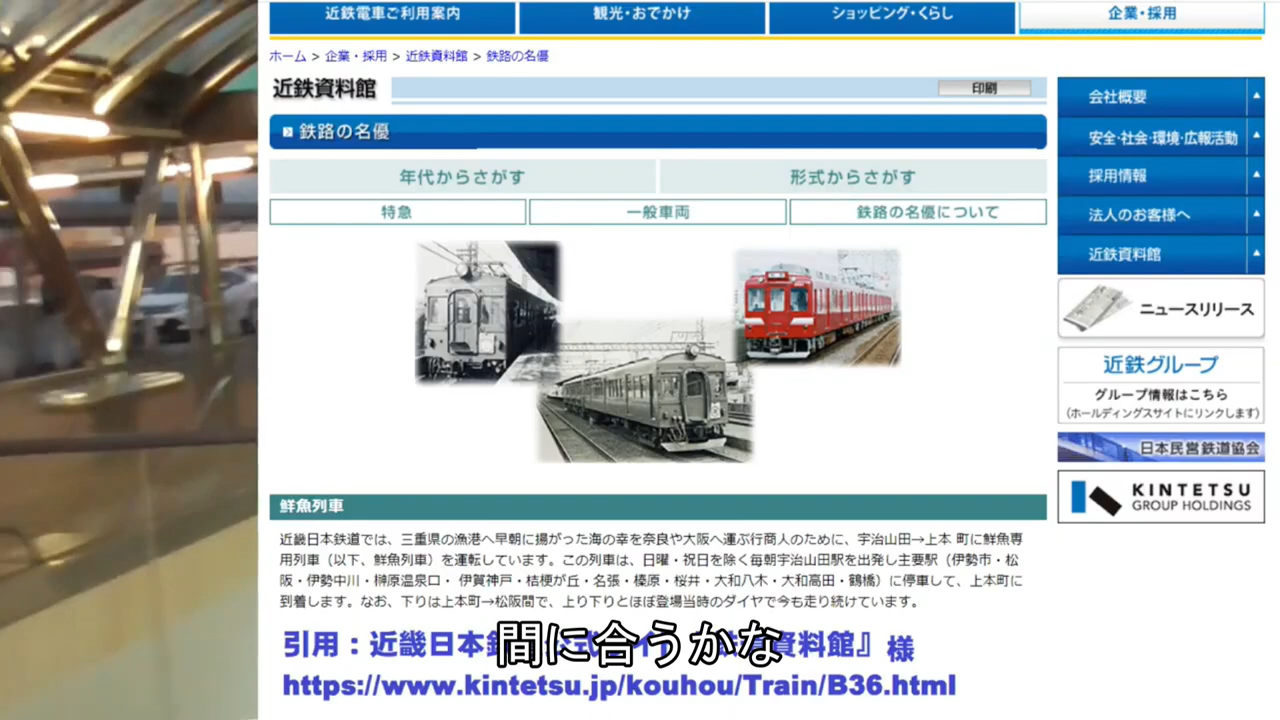 近鉄電車ご利用案内
観光・おでかけ
ショッピング・くらし
企業・採用
ホーム > 企業・採用 > 近鉄資料館 > 鉄路の名優
近鉄資料館
印刷
鉄路の名優
年代からさがす
形式からさがす
特急
一般車両
鉄路の名優について
会社概要
安全・社会・環境・広報活動
採用情報
法人のお客様へ
近鉄資料館
ニュースリリース
近鉄グループ
グループ情報はこちら
（ホールディングスサイトにリンクします）
日本民営鉄道協会
KINTETSU
GROUP HOLDINGS
鮮魚列車
近畿日本鉄道では、三重県の漁港へ早朝に揚がった海の幸を奈良や大阪へ運ぶ行商人のために、宇治山田→上本 町に鮮魚専
用列車（以下、鮮魚列車）を運転しています。この列車は、日曜・祝日を除く毎朝宇治山田駅を出発し主要駅（伊勢市・松
阪・伊勢中川・榊原温泉口・ 伊賀神戸・桔梗が丘・名張・榛原・桜井・大和八木・大和高田・鶴橋）に停車して、上本町に
到着します。なお、下りは上本町→松阪間で、上り下りとほぼ登場当時のダイヤで今も走り続けています。
引用：近畿日本 資料館』 様
間に合うかな
https://www.kintetsu.jp/kouhou/Train/B36.html